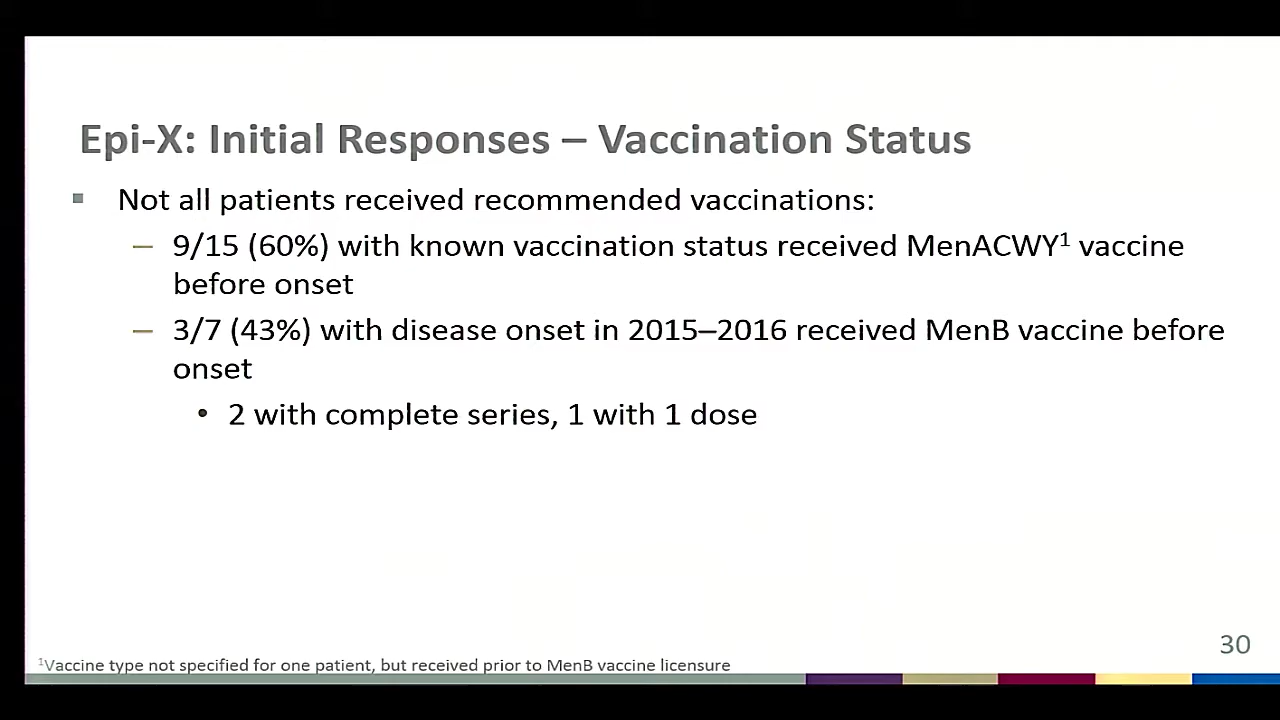 Epi-X: Initial Responses – Vaccination Status
Not all patients received recommended vaccinations:
– 9/15 (60%) with known vaccination status received MenACWY¹ vaccine
before onset
– 3/7 (43%) with disease onset in 2015–2016 received MenB vaccine before
onset
• 2 with complete series, 1 with 1 dose
30
¹Vaccine type not specified for one patient, but received prior to MenB vaccine licensure